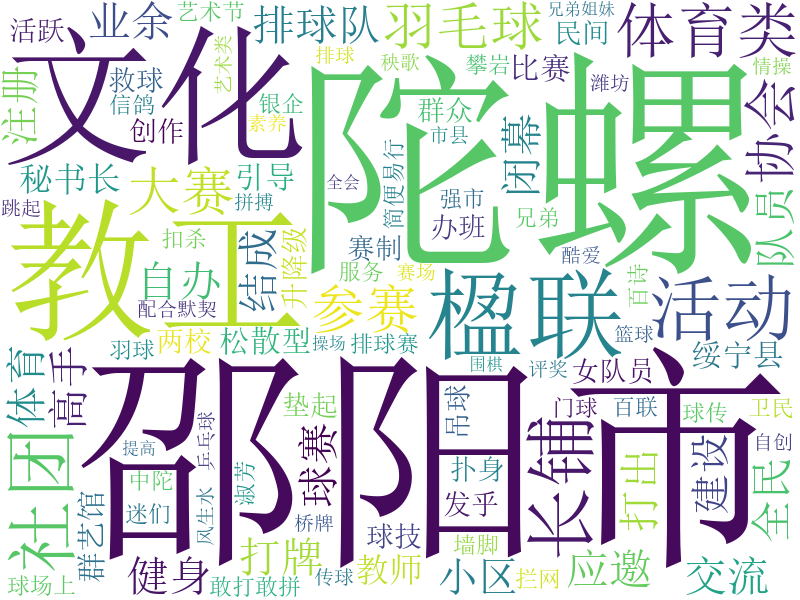 活跃
业余
艺术节
排球队
羽毛球
兄弟姐妹
民间
体育类
文化
陀螺
救球
艺术类
排球
秧歌
攀岩
比赛
潍坊
情操
注册
信鸽
创作
银企
素养
群众
市县
闭幕
协会
秘书长
大赛
引导
拼搏
全会
简便易行
强市
办班
兄弟
队员
跳起
教工
扣杀
结成
升降级
赛制
酷爱
百诗
自办
服务
赛场
参赛
楹联
活动
配合默契
羽球
两校
松散型
操场
排球赛
篮球
绥宁县
体育
高手
围棋
评奖
女队员
邵阳市
垫起
吊球
门球
百联
球传
卫民
社团
球赛
长铺
建设
打出
全民
提高
乒乓球
自创
中陀
淑芳
扑身
群艺馆
迷们
风生水
桥牌
发乎
球技
墙脚
打牌
球场上
健身
敢打敢拼
传球
教师
小区
拦网
应邀
交流